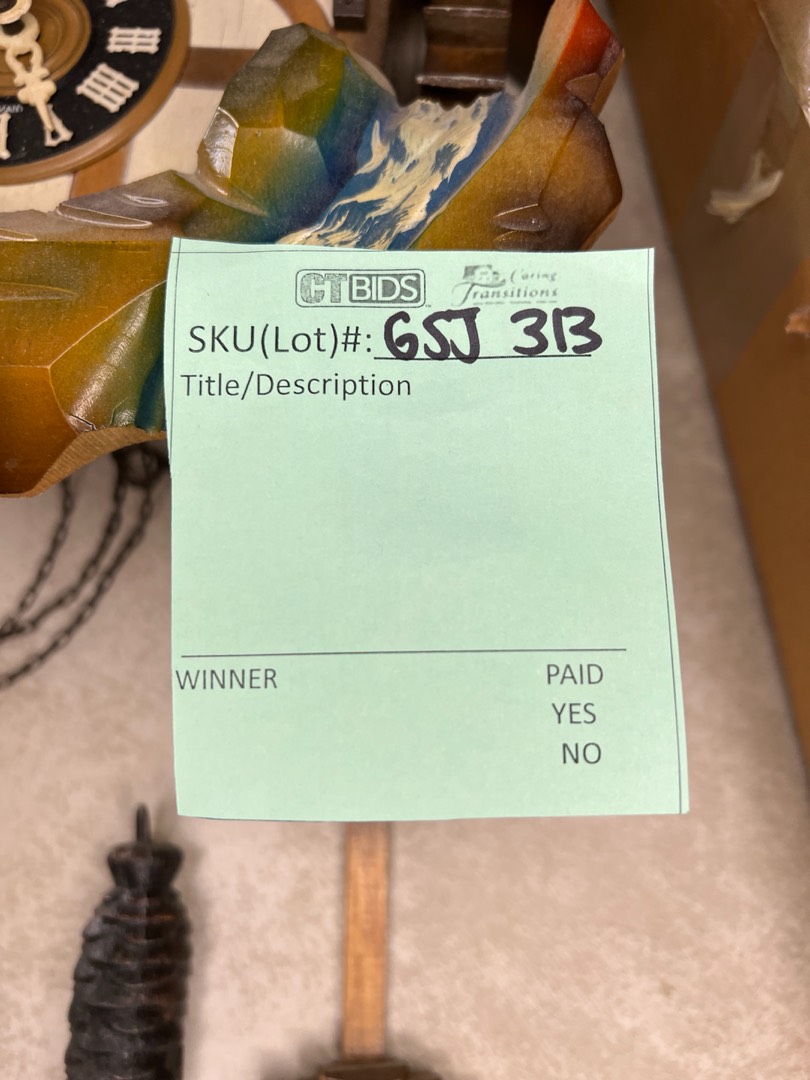 CTBIDS
Caring
Transitions
SKU(Lot)#: GSJ 313
Title/Description
WINNER PAID
YES
NO